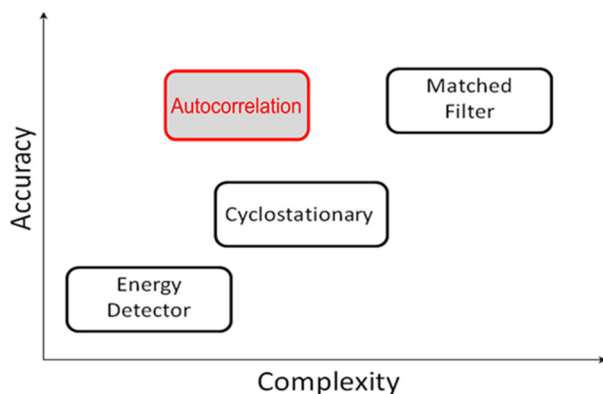 Accuracy
Autocorrelation
Matched
Filter
Cyclostationary
Energy
Detector
Complexity